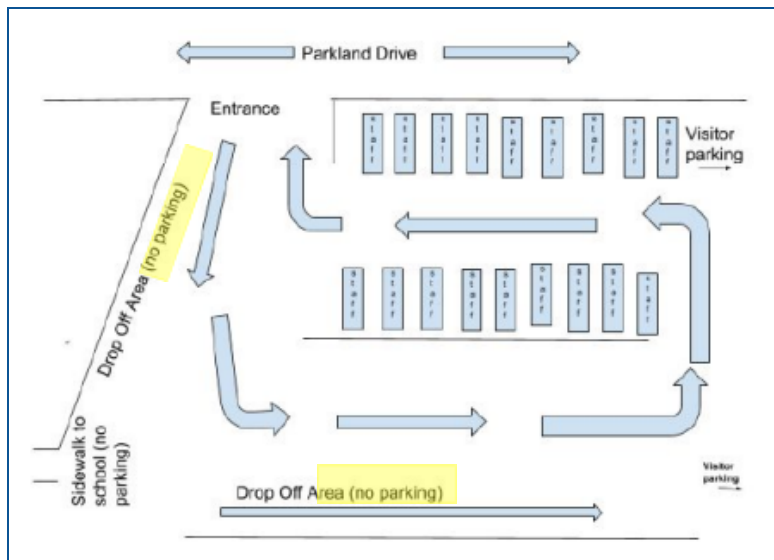 Parkland Drive
Entrance
staff
staff
staff
staff
staff
staff
staff
staff
staff
Visitor
parking
Drop Off Area (no parking)
staff
staff
staff
staff
staff
staff
staff
staff
staff
Sidewalk to
school (no
parking)
Drop Off Area (no parking)
Visitor
parking